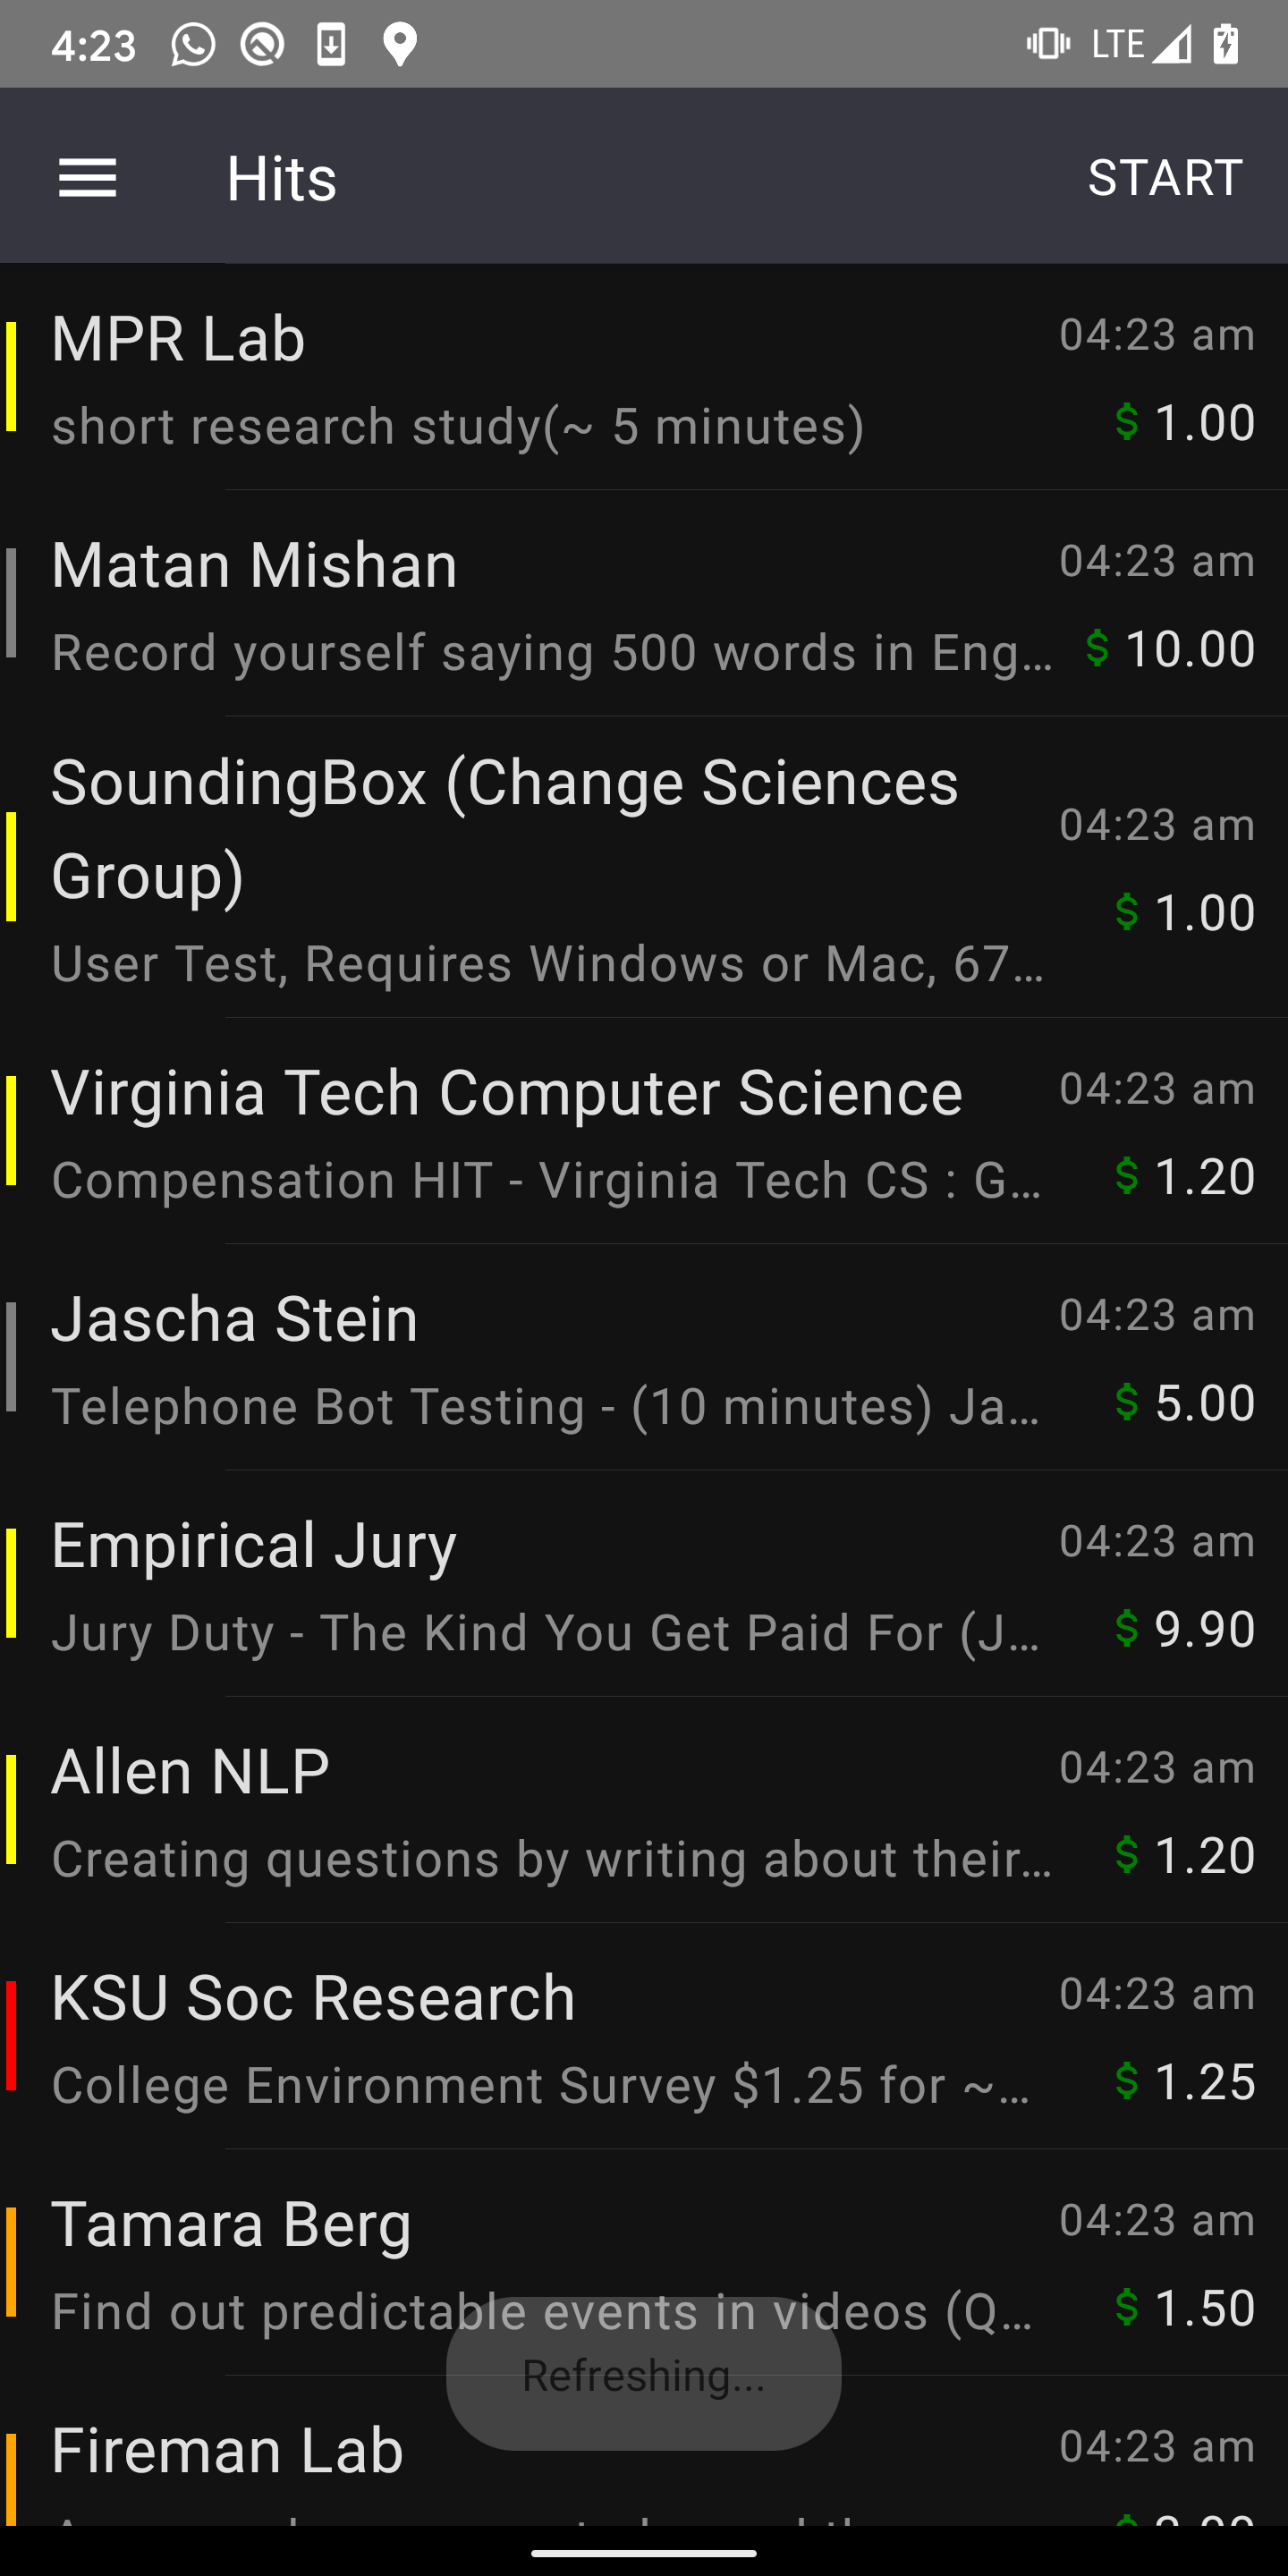 4:23 LTE
Hits START
MPR Lab 04:23 am
short research study(~ 5 minutes) $ 1.00
Matan Mishan 04:23 am
Record yourself saying 500 words in Eng… $ 10.00
SoundingBox (Change Sciences
Group) 04:23 am
$ 1.00
User Test, Requires Windows or Mac, 67…
Virginia Tech Computer Science 04:23 am
Compensation HIT - Virginia Tech CS : G… $ 1.20
Jascha Stein 04:23 am
Telephone Bot Testing - (10 minutes) Ja… $ 5.00
Empirical Jury 04:23 am
Jury Duty - The Kind You Get Paid For (J… $ 9.90
Allen NLP 04:23 am
Creating questions by writing about their… $ 1.20
KSU Soc Research 04:23 am
College Environment Survey $1.25 for ~… $ 1.25
Tamara Berg 04:23 am
Find out predictable events in videos (Q… $ 1.50
Refreshing...
Fireman Lab 04:23 am